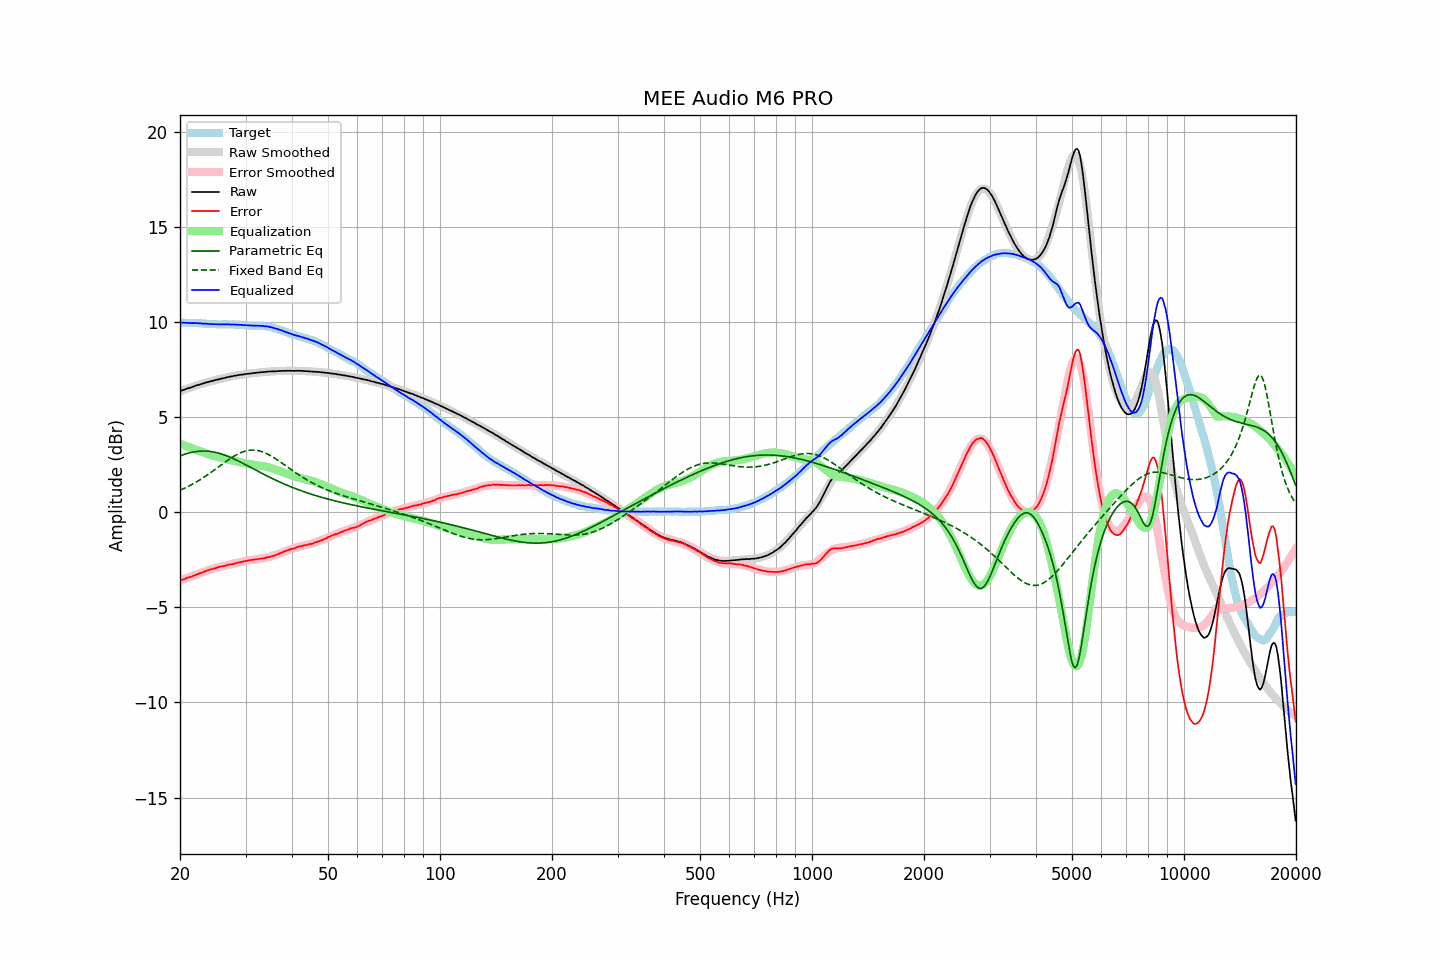 MEE Audio M6 PRO
Target
Raw Smoothed
Error Smoothed
Raw
Error
Equalization
Parametric Eq
Fixed Band Eq
Equalized
20
15
10
5
0
−5
−10
−15
Amplitude (dBr)
20 50 100 200 500 1000 2000 5000 10000 20000
Frequency (Hz)